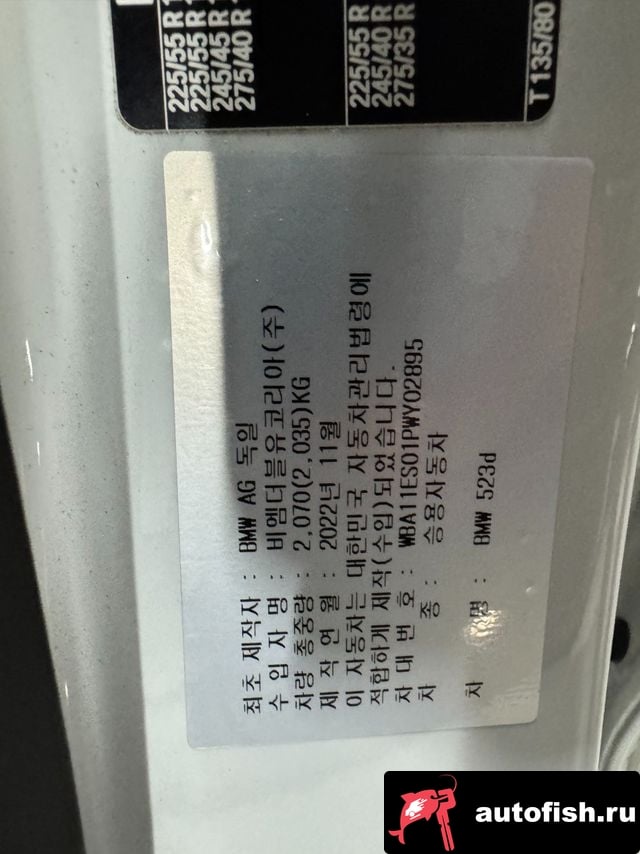 225/55 R
225/55 R
245/45 R
275/40 R
225/55 R
245/40 R
275/35 R
T 135/80
최초 제작자 : BMW AG 독일
수 입 자 명 : 비엠더블유코리아(주)
차량 총중량 : 2,070(2,035)KG
제 작 연 월 : 2022년 11월
이 자동차는 대한민국 자동차관리법령에
적합하게 제작(수입)되었습니다.
차 대 번 호 : WBA11ES01PWY02895
차 종 : 승용자동차
차 명 : BMW 523d
autofish.ru